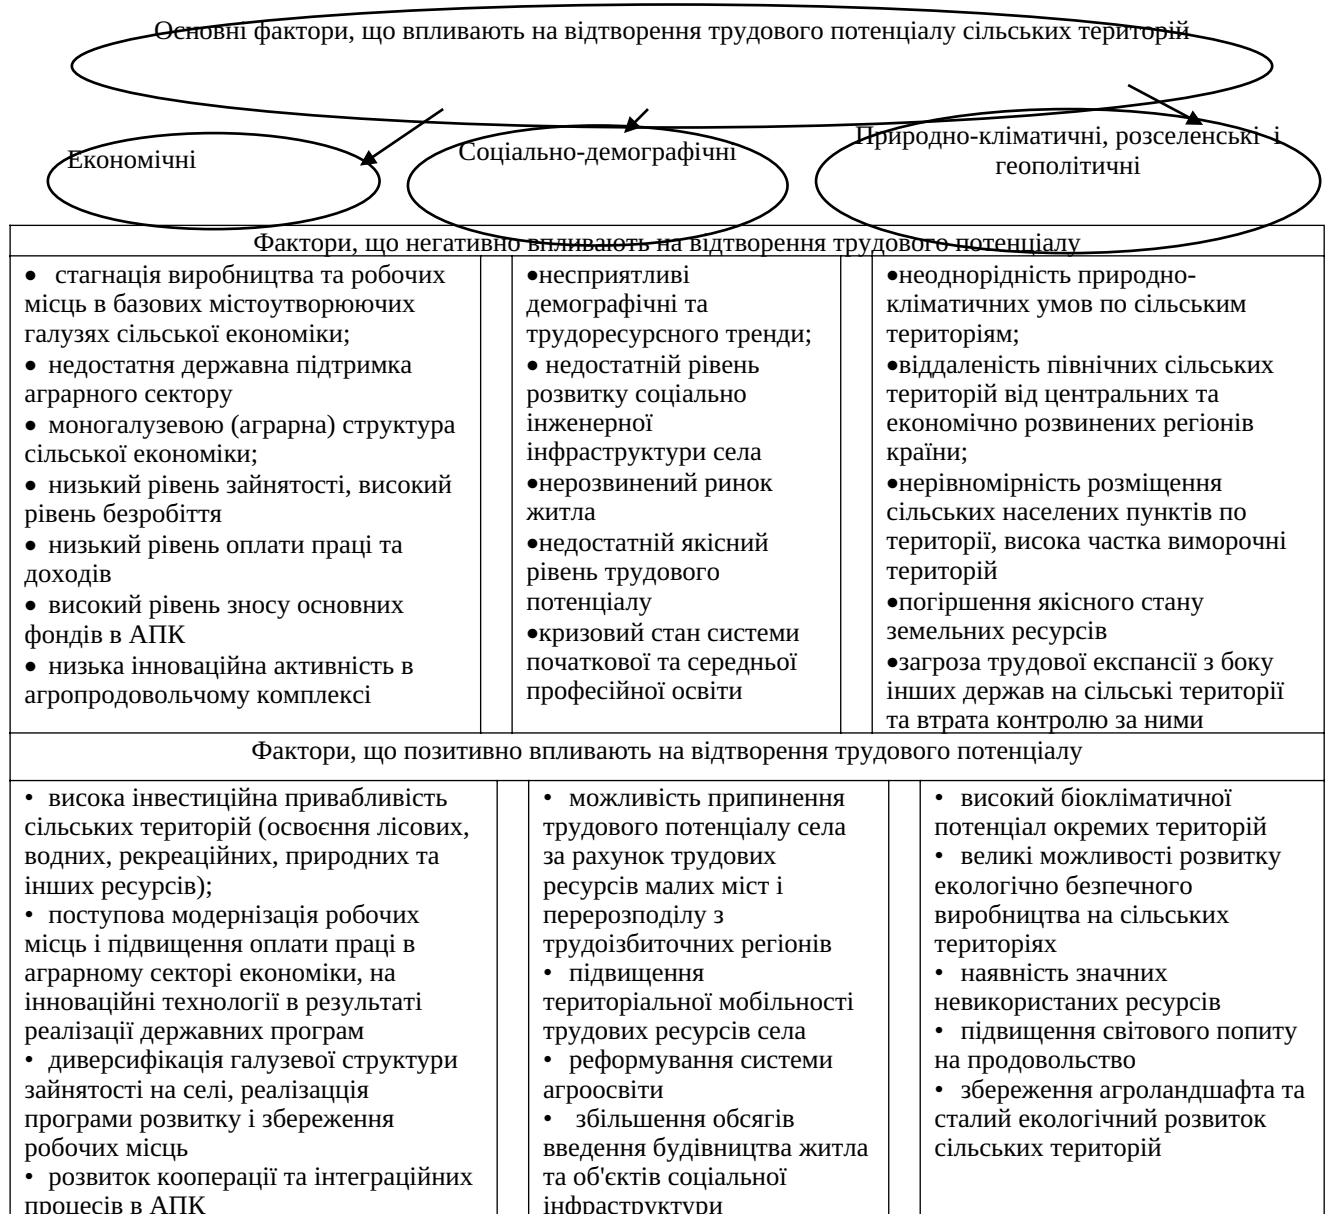 Основні фактори, що впливають на відтворення трудового потенціалу сільських територій
Економічні
Соціально-демографічні
Природно-кліматичні, розселенські і
геополітичні
Фактори, що негативно впливають на відтворення трудового потенціалу
• стагнація виробництва та робочих
місць в базових містоутворюючих
галузях сільської економіки;
• недостатня державна підтримка
аграрного сектору
• моногалузевою (аграрна) структура
сільської економіки;
• низький рівень зайнятості, високий
рівень безробіття
• низький рівень оплати праці та
доходів
• високий рівень зносу основних
фондів в АПК
• низька інноваційна активність в
агропродовольчому комплексі
•несприятливі
демографічні та
трудоресурсного тренди;
• недостатній рівень
розвитку соціально
інженерної
інфраструктури села
•нерозвинений ринок
житла
•недостатній якісний
рівень трудового
потенціалу
•кризовий стан системи
початкової та середньої
професійної освіти
•неоднорідність природно-
кліматичних умов по сільським
територіям;
•віддаленість північних сільських
територій від центральних та
економічно розвинених регіонів
країни;
•нерівномірність розміщення
сільських населених пунктів по
території, висока частка виморочні
територій
•погіршення якісного стану
земельних ресурсів
•загроза трудової експансії з боку
інших держав на сільські території
та втрата контролю за ними
Фактори, що позитивно впливають на відтворення трудового потенціалу
• висока інвестиційна привабливість
сільських територій (освоєння лісових,
водних, рекреаційних, природних та
інших ресурсів);
• поступова модернізація робочих
місць і підвищення оплати праці в
аграрному секторі економіки, на
інноваційні технології в результаті
реалізації державних програм
• диверсифікація галузевої структури
зайнятості на селі, реалізацція
програми розвитку і збереження
робочих місць
• розвиток кооперації та інтеграційних
процесів в АПК
• можливість припинення
трудового потенціалу села
за рахунок трудових
ресурсів малих міст і
перерозподілу з
трудоізбиточних регіонів
• підвищення
територіальної мобільності
трудових ресурсів села
• реформування системи
агроосвіти
• збільшення обсягів
введення будівництва житла
та об'єктів соціальної
інфраструктури
• високий біокліматичної
потенціал окремих територій
• великі можливості розвитку
екологічно безпечного
виробництва на сільських
територіях
• наявність значних
невикористаних ресурсів
• підвищення світового попиту
на продовольство
• збереження агроландшафта та
сталий екологічний розвиток
сільських територій